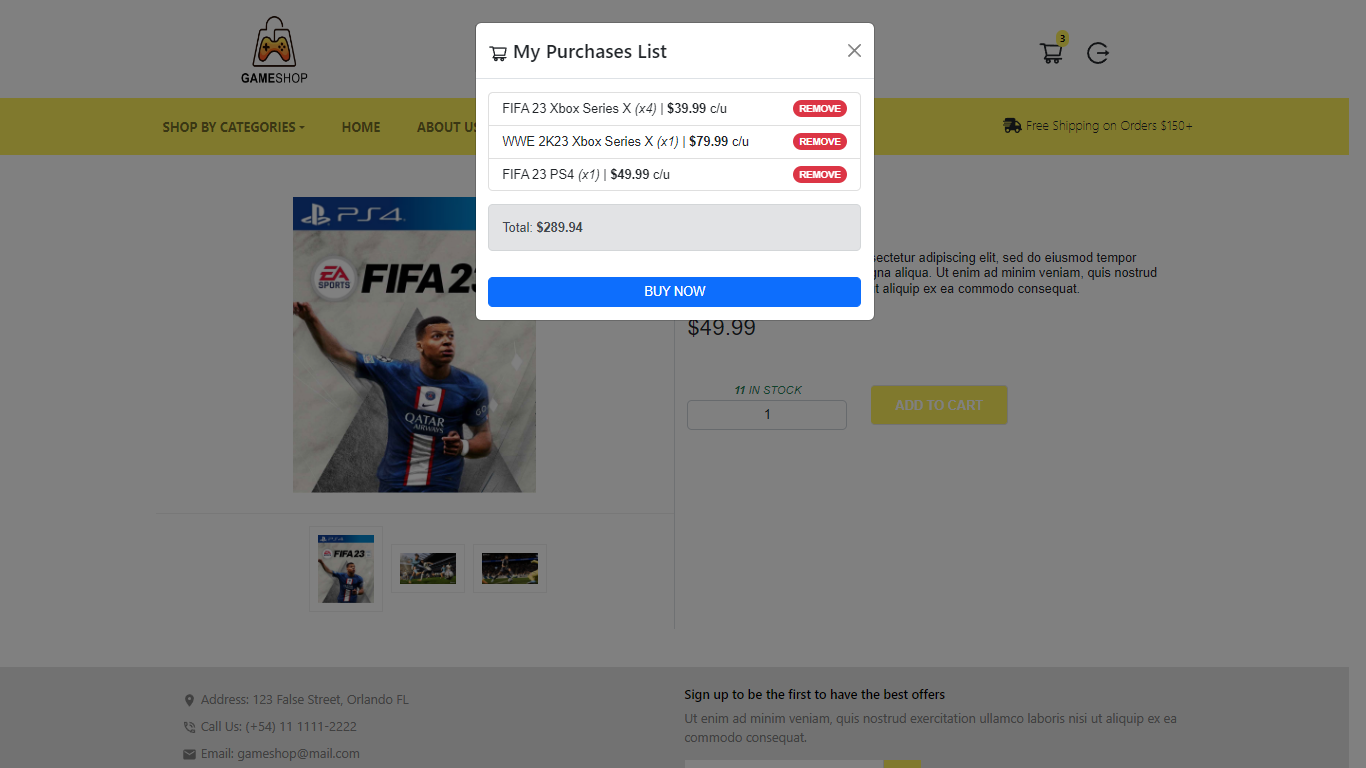 GAMESHOP
3
SHOP BY CATEGORIES
HOME
ABOUT US
Free Shipping on Orders $150+
My Purchases List
FIFA 23 Xbox Series X (x4) | $39.99 c/u
REMOVE
WWE 2K23 Xbox Series X (x1) | $79.99 c/u
REMOVE
FIFA 23 PS4 (x1) | $49.99 c/u
REMOVE
Total: $289.94
BUY NOW
PS4
EA SPORTS FIFA 23
QATAR
AIRWAYS
sectetur adipiscing elit, sed do eiusmod tempor
gna aliqua. Ut enim ad minim veniam, quis nostrud
t aliquip ex ea commodo consequat.
$49.99
11 IN STOCK
1
ADD TO CART
PS4
FIFA 23
Address: 123 False Street, Orlando FL
Call Us: (+54) 11 1111-2222
Email: gameshop@mail.com
Sign up to be the first to have the best offers
Ut enim ad minim veniam, quis nostrud exercitation ullamco laboris nisi ut aliquip ex ea
commodo consequat.